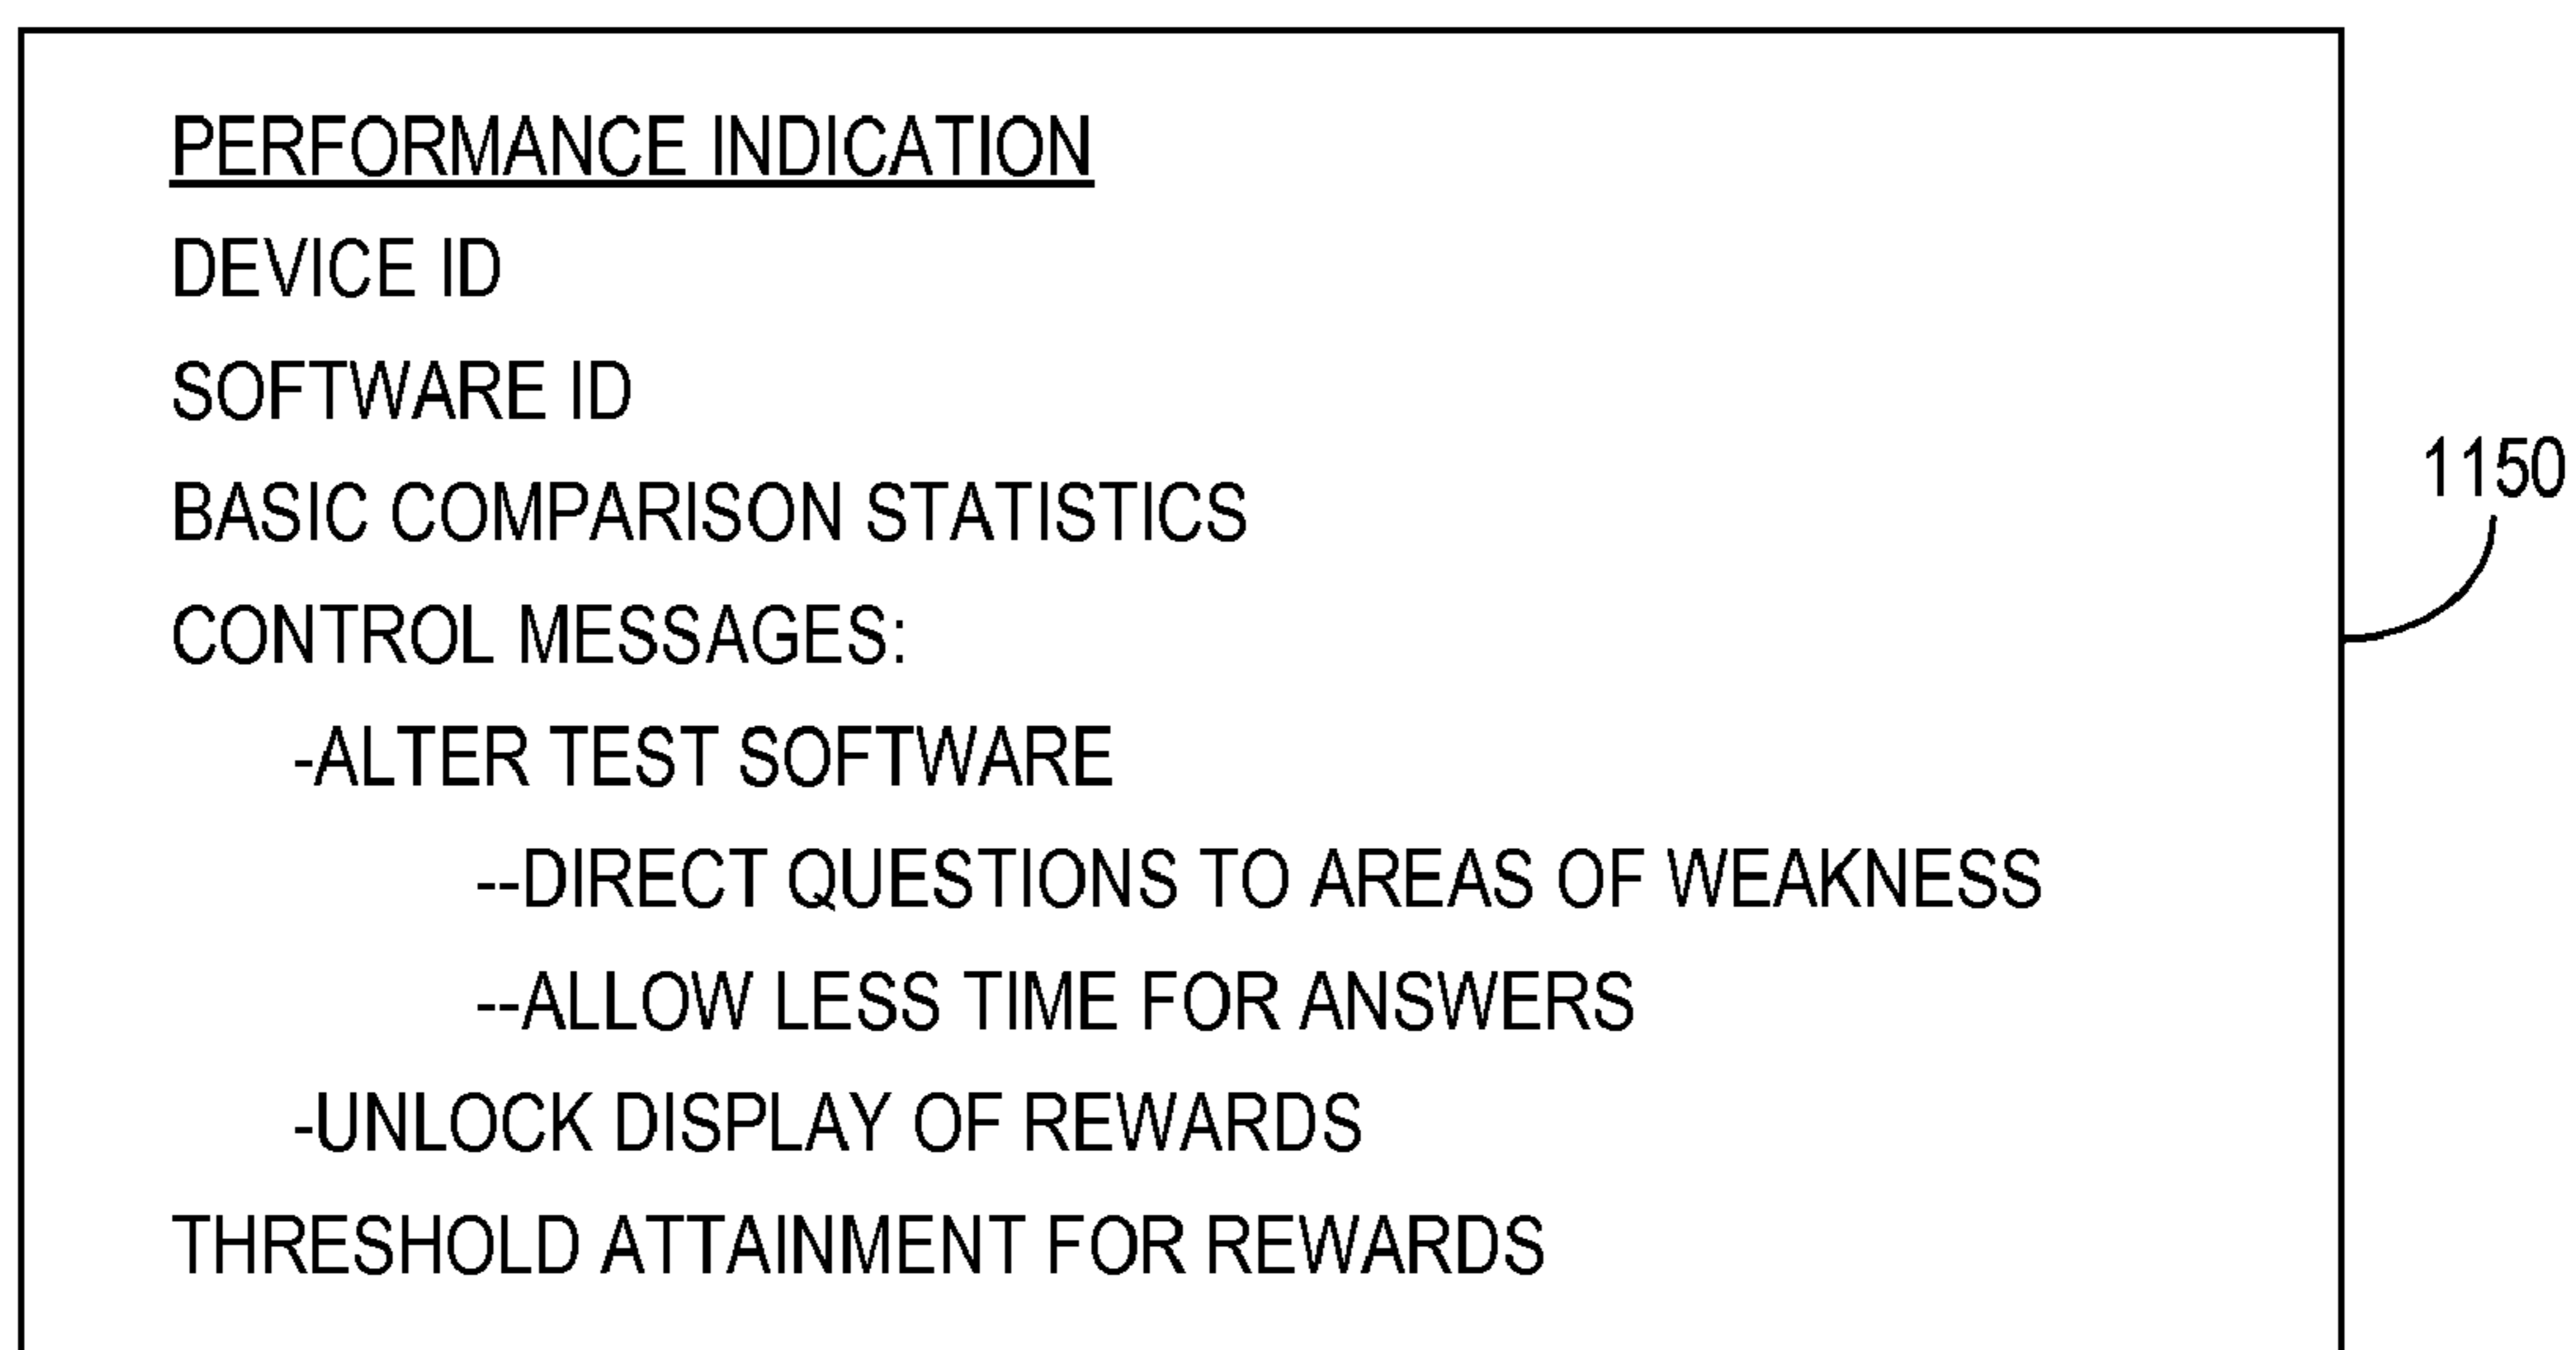 PERFORMANCE INDICATION
DEVICE ID
SOFTWARE ID
BASIC COMPARISON STATISTICS
1150
CONTROL MESSAGES:
-ALTER TEST SOFTWARE
--DIRECT QUESTIONS TO AREAS OF WEAKNESS
--ALLOW LESS TIME FOR ANSWERS
-UNLOCK DISPLAY OF REWARDS
THRESHOLD ATTAINMENT FOR REWARDS